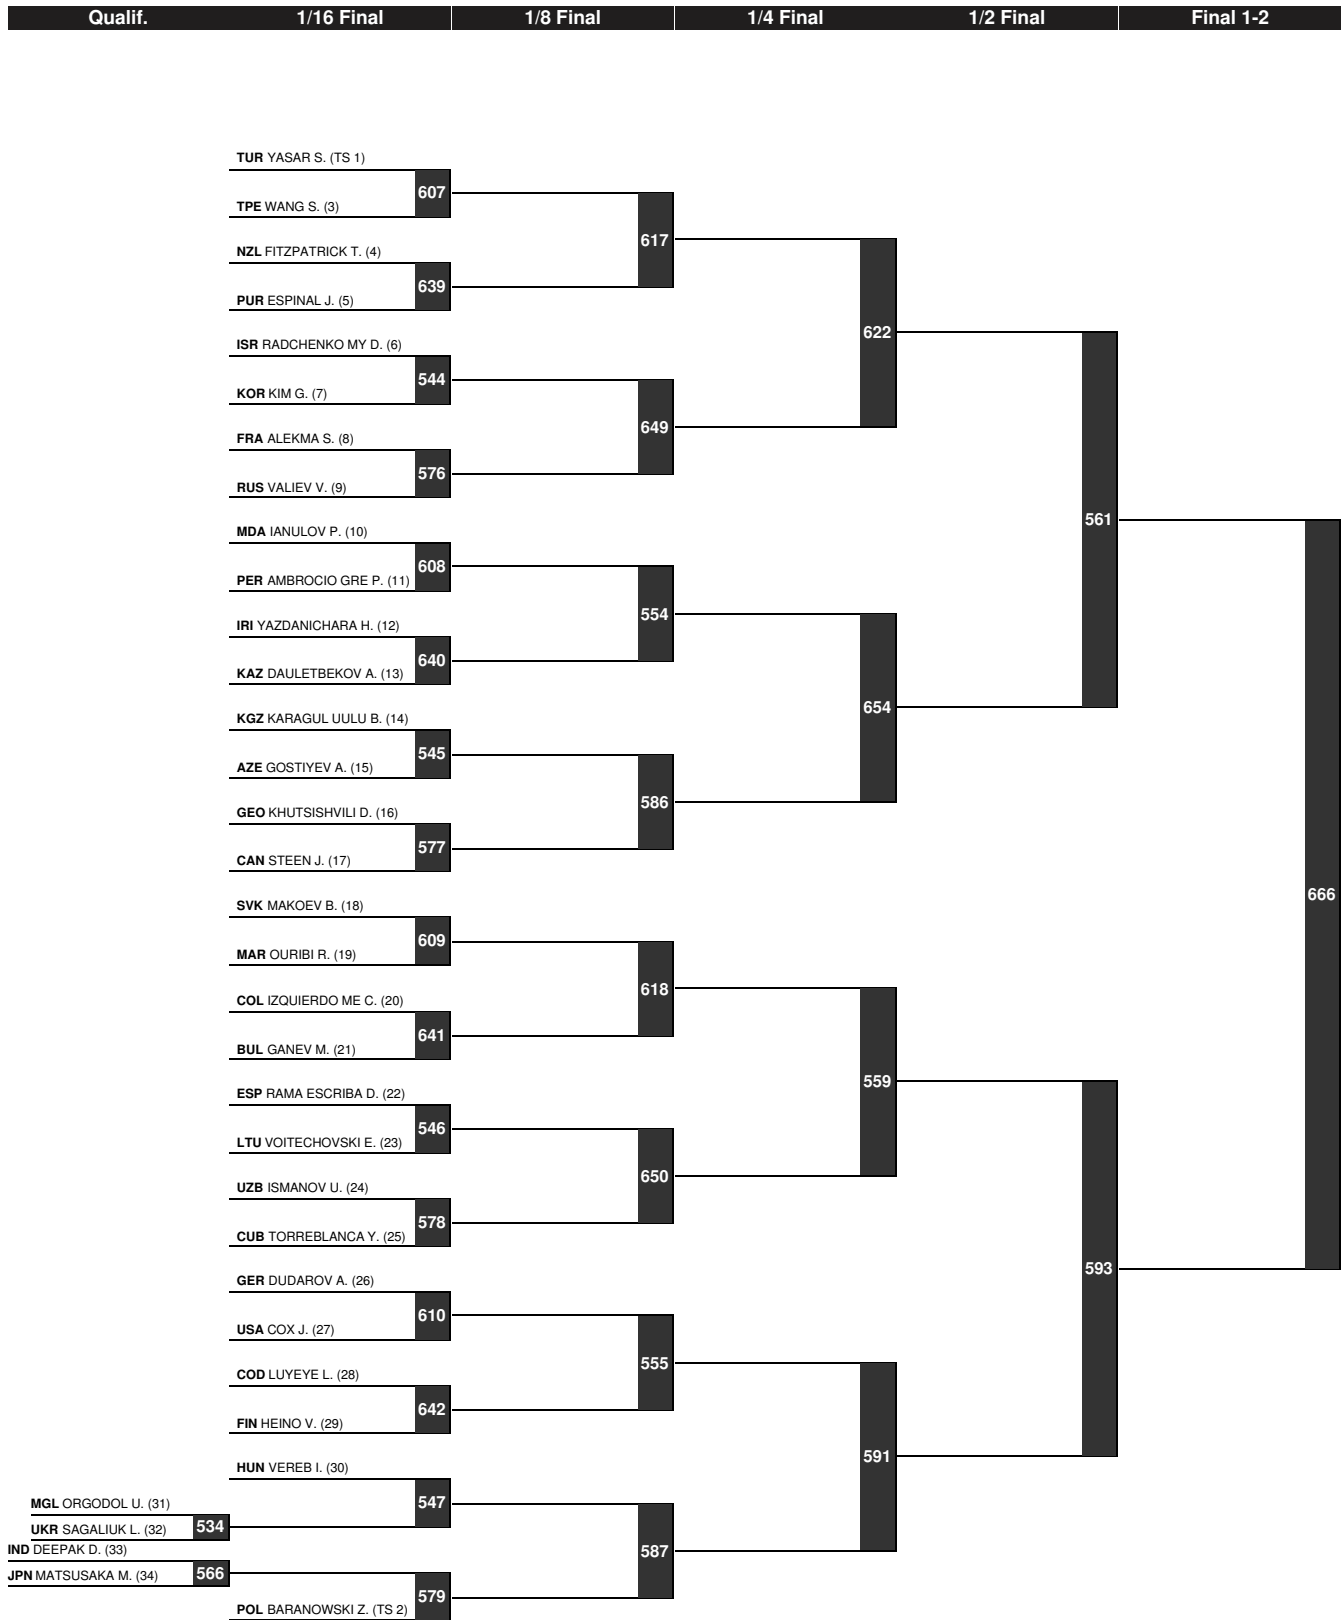 Qualif. 1/16 Final 1/8 Final 1/4 Final 1/2 Final Final 1-2
TUR YASAR S. (TS 1)
607
TPE WANG S. (3)
617
NZL FITZPATRICK T. (4)
639
PUR ESPINAL J. (5)
622
ISR RADCHENKO MY D. (6)
544
KOR KIM G. (7)
649
FRA ALEKMA S. (8)
576
RUS VALIEV V. (9)
561
MDA IANULOV P. (10)
608
PER AMBROCIO GRE P. (11)
554
IRI YAZDANICHARA H. (12)
640
KAZ DAULETBEKOV A. (13)
654
KGZ KARAGUL UULU B. (14)
545
AZE GOSTIYEV A. (15)
586
GEO KHUTSISHVILI D. (16)
577
CAN STEEN J. (17)
666
SVK MAKOEV B. (18)
609
MAR OURIBI R. (19)
618
COL IZQUIERDO ME C. (20)
641
BUL GANEV M. (21)
559
ESP RAMA ESCRIBA D. (22)
546
LTU VOITECHOVSKI E. (23)
650
UZB ISMANOV U. (24)
578
CUB TORREBLANCA Y. (25)
593
GER DUDAROV A. (26)
610
USA COX J. (27)
555
COD LUYEYE L. (28)
642
FIN HEINO V. (29)
591
HUN VEREB I. (30)
547
MGL ORGODOL U. (31)
534
UKR SAGALIUK L. (32)
IND DEEPAK D. (33)
587
566
JPN MATSUSAKA M. (34)
579
POL BARANOWSKI Z. (TS 2)